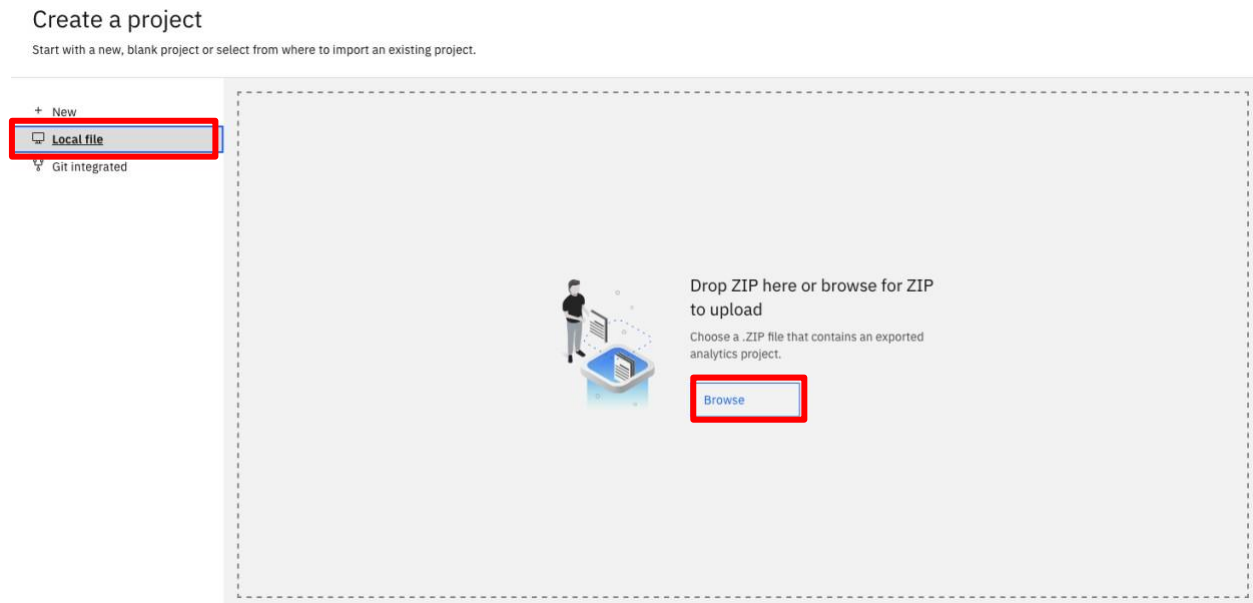 Create a project
Start with a new, blank project or select from where to import an existing project.
+ New
Local file
Git integrated
Drop ZIP here or browse for ZIP
to upload
Choose a .ZIP file that contains an exported
analytics project.
Browse